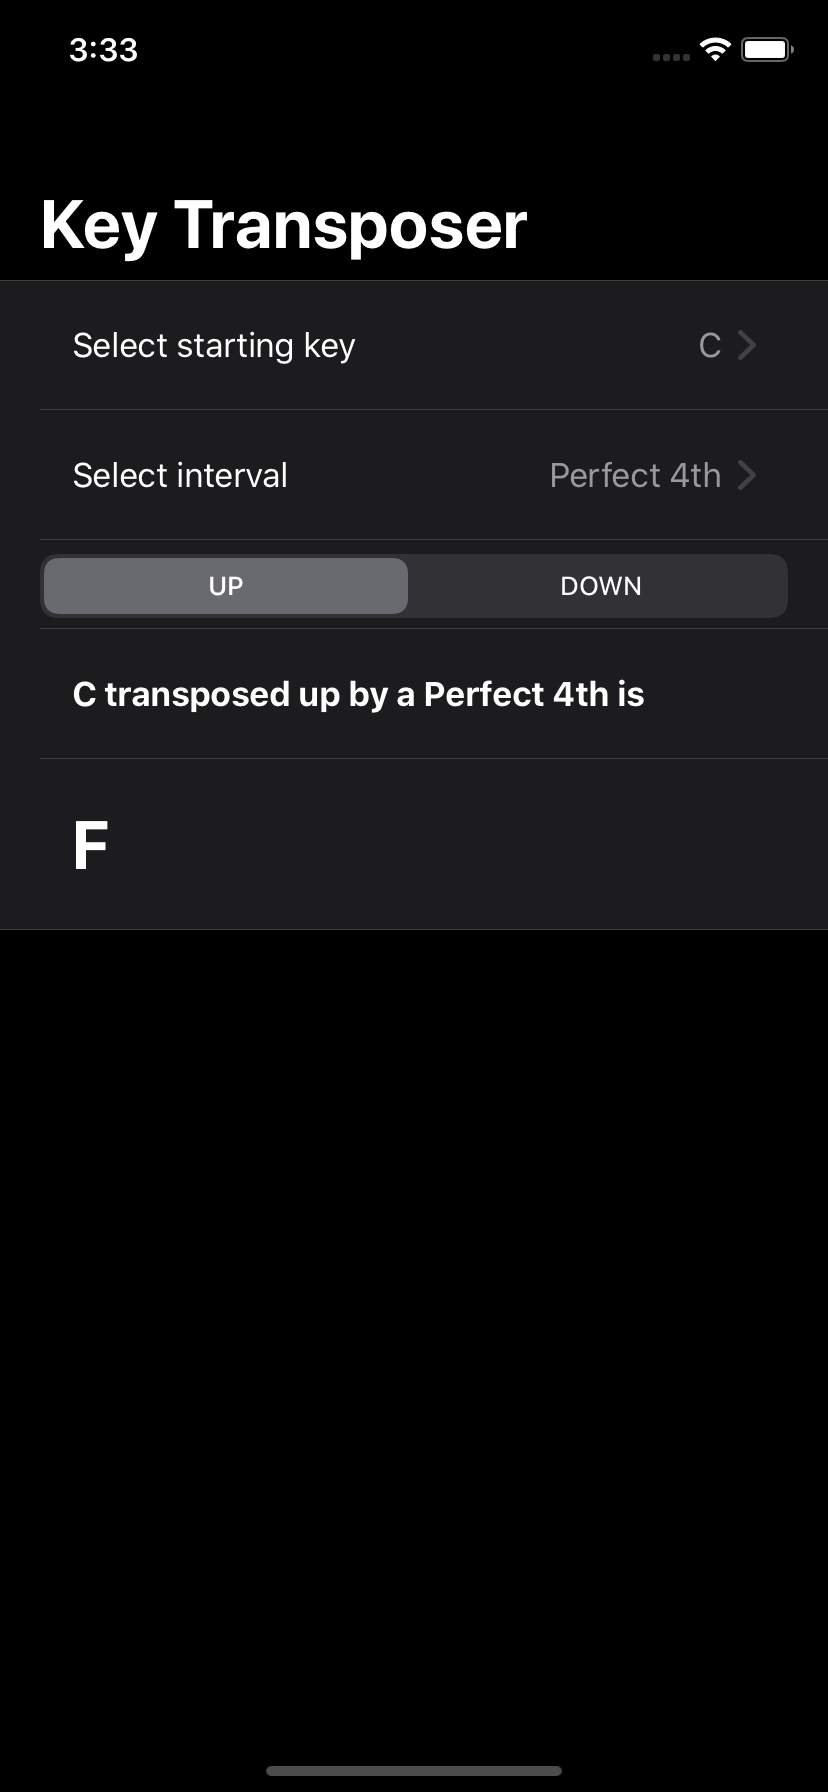 3:33
Key Transposer
Select starting key C
Select interval Perfect 4th
UP DOWN
C transposed up by a Perfect 4th is
F